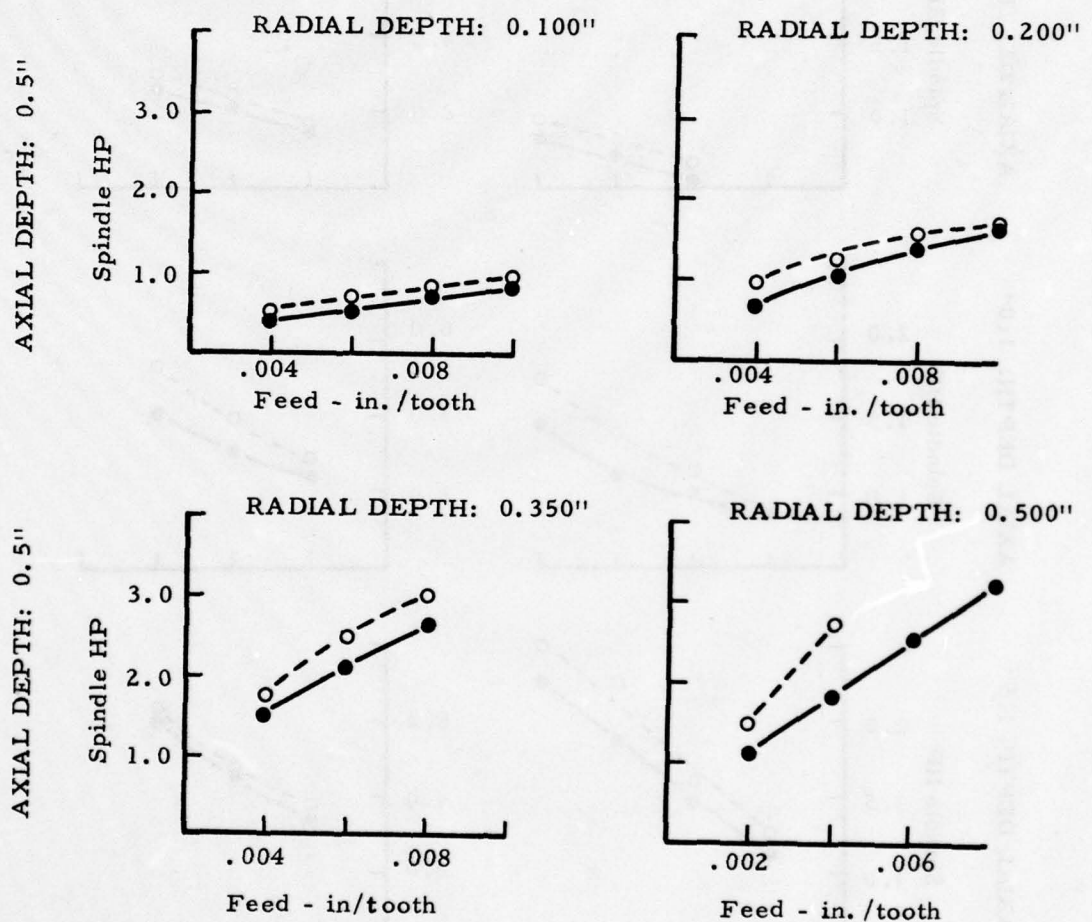 RADIAL DEPTH: 0.100"
RADIAL DEPTH: 0.200"
AXIAL DEPTH: 0.5"
Spindle HP
3.0
2.0
1.0
.004 .008
Feed - in./tooth
.004 .008
Feed - in./tooth
RADIAL DEPTH: 0.350"
RADIAL DEPTH: 0.500"
AXIAL DEPTH: 0.5"
Spindle HP
3.0
2.0
1.0
.004 .008
Feed - in/tooth
.002 .006
Feed - in/tooth